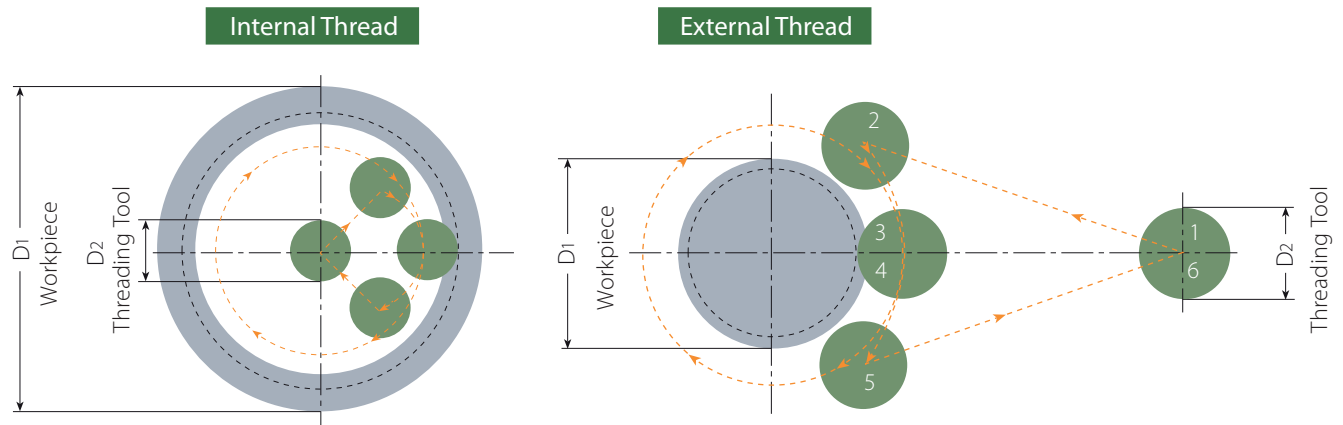 Internal Thread
External Thread
D1
Workpiece
D2
Threading Tool
D1
Workpiece
2
3
4
5
1
6
D2
Threading Tool